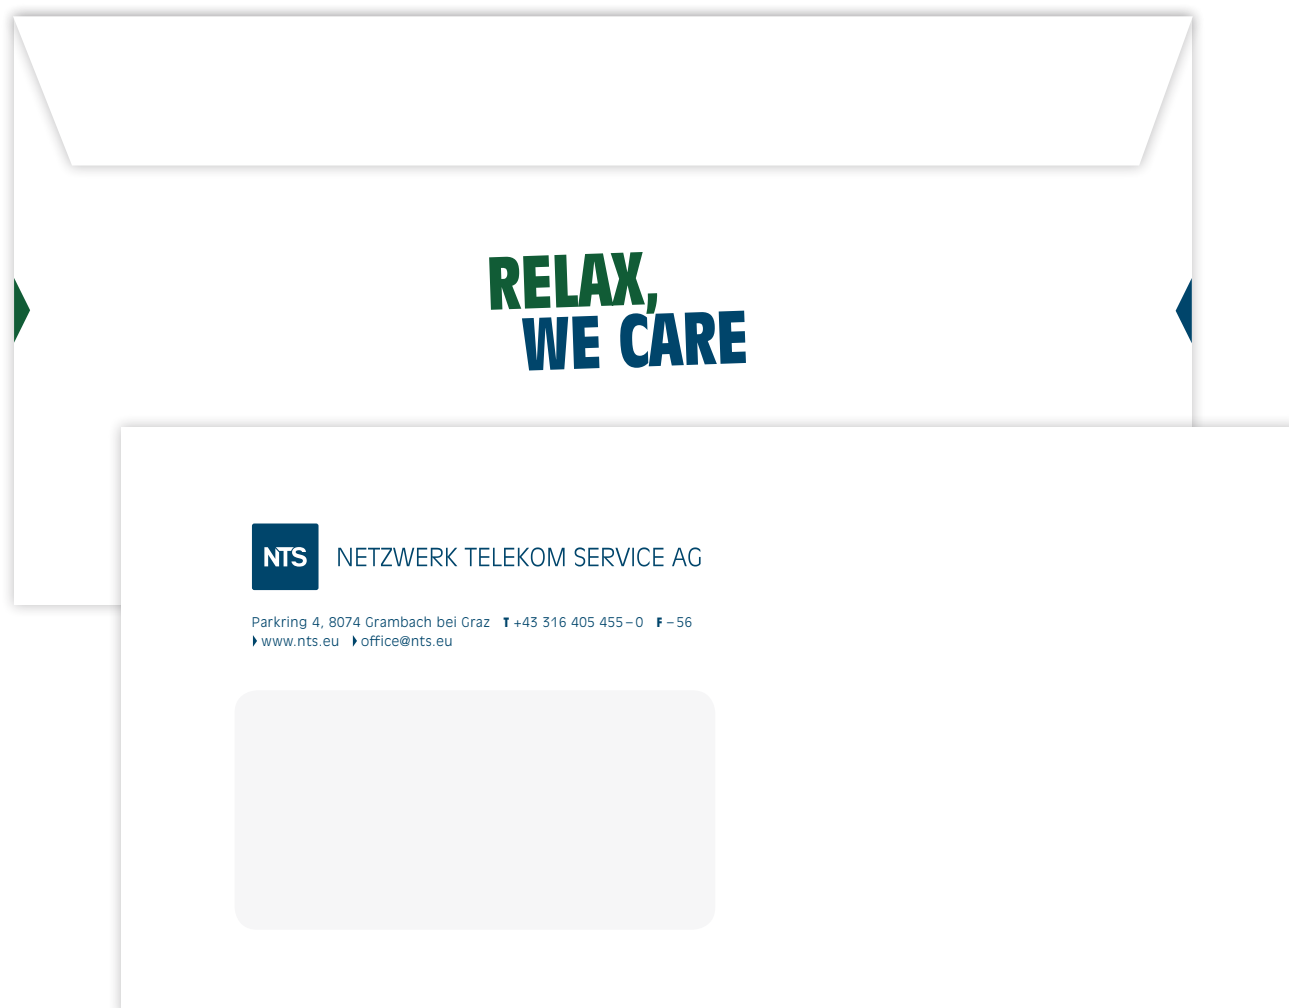 RELAX,
WE CARE
NTS NETZWERK TELEKOM SERVICE AG
Parkring 4, 8074 Grambach bei Graz T +43 316 405 455–0 F –56
www.nts.eu office@nts.eu